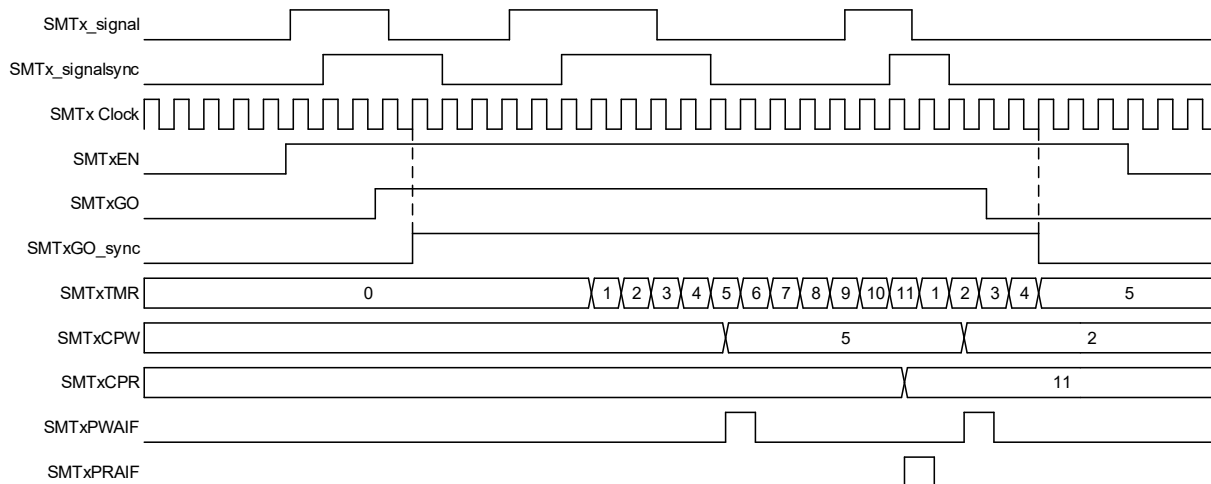 SMTx_signal
SMTx_signalsync
SMTx Clock
SMTxEN
SMTxGO
SMTxGO_sync
SMTxTMR 0 1 2 3 4 5 6 7 8 9 10 11 1 2 3 4 5
SMTxCPW 5 2
SMTxCPR 11
SMTxPWAIF
SMTxPRAIF